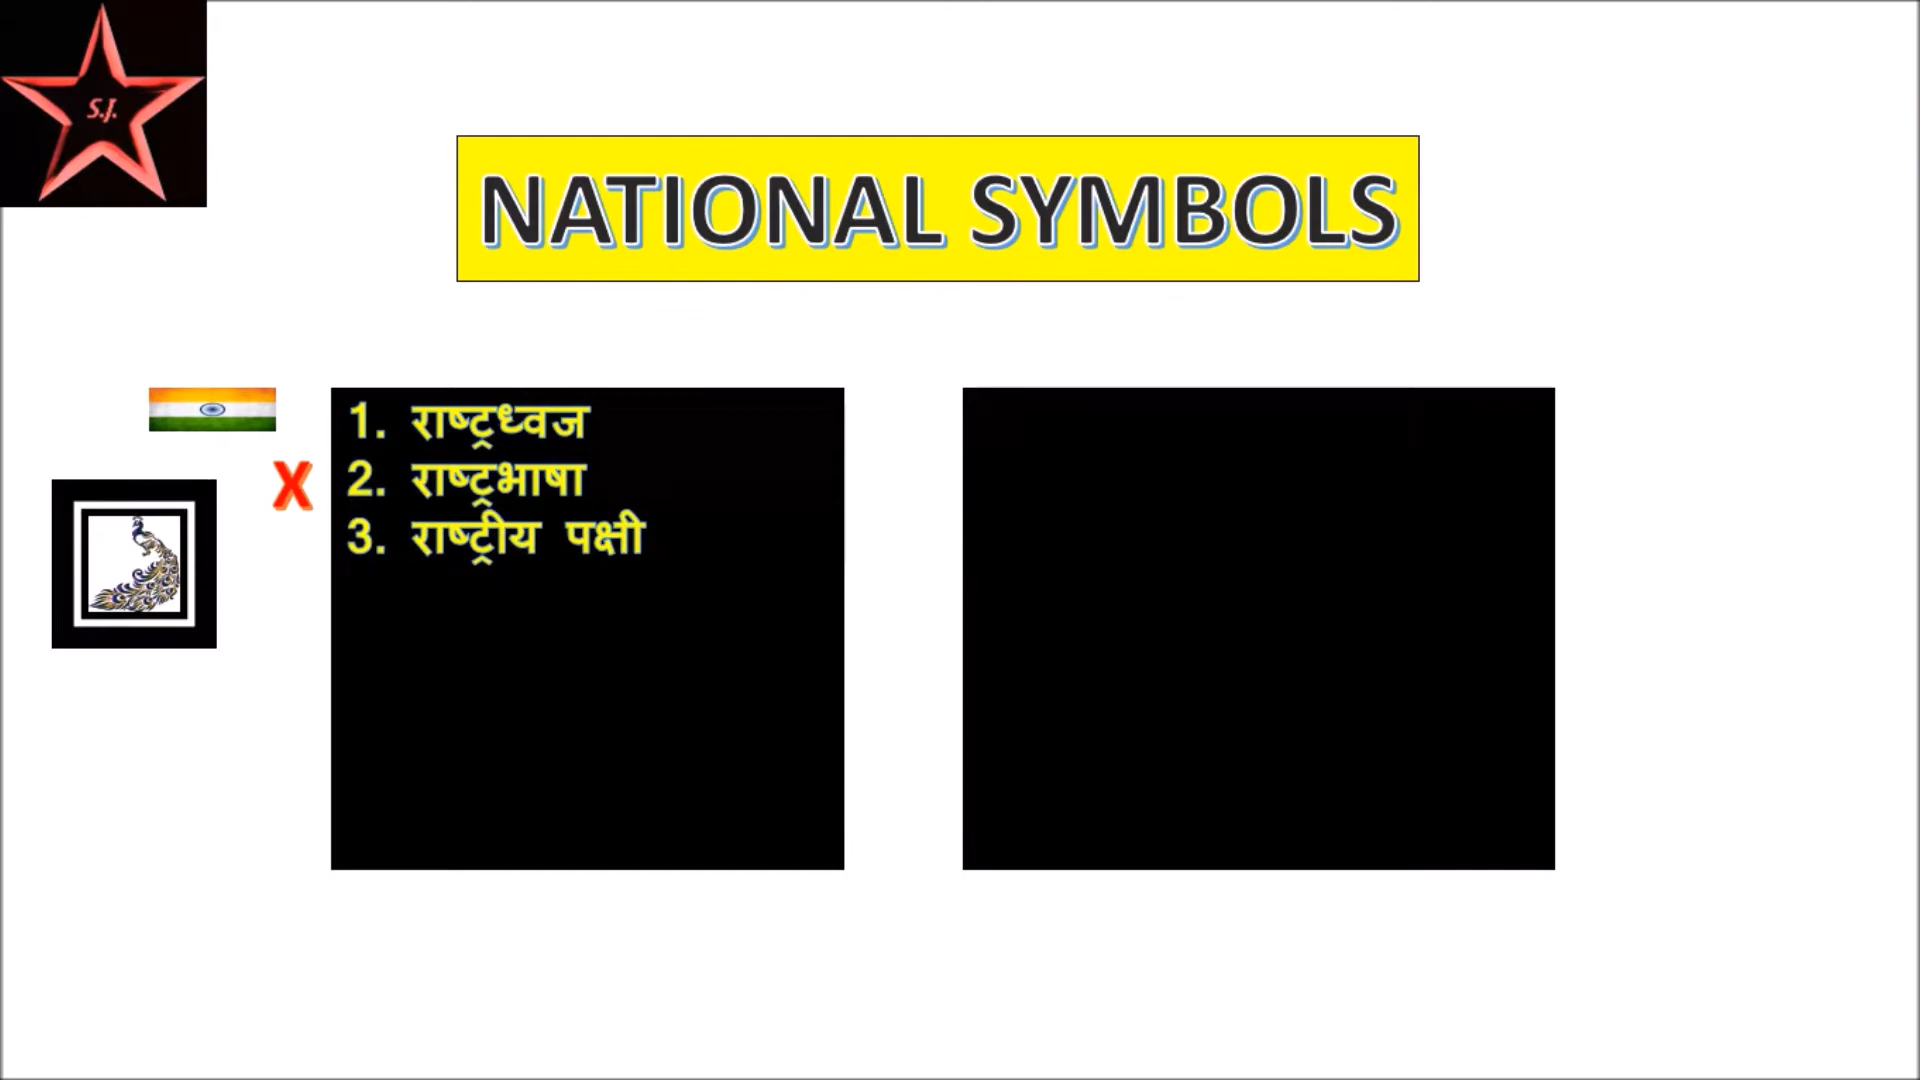 S.J.
NATIONAL SYMBOLS
X
1. राष्ट्रध्वज
2. राष्ट्रभाषा
3. राष्ट्रीय पक्षी